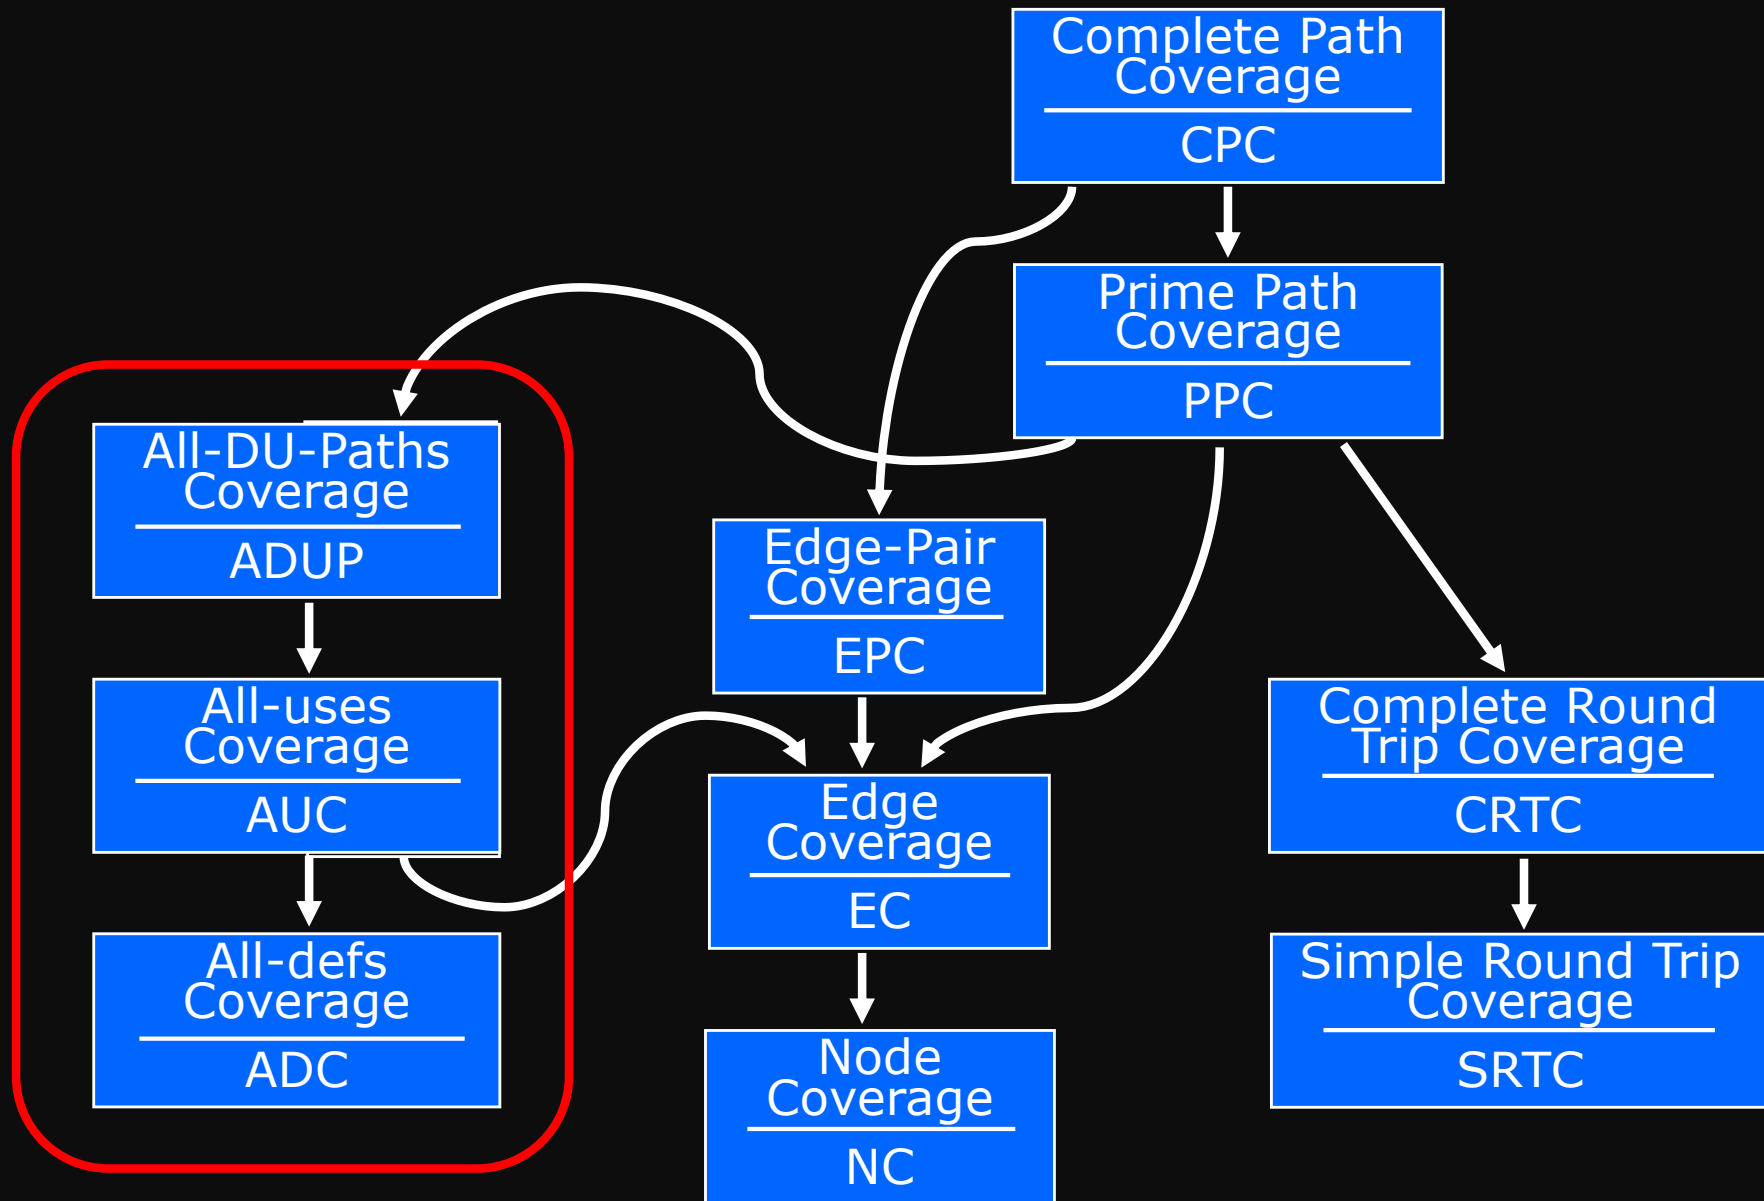 Complete Path
Coverage
CPC
Prime Path
Coverage
PPC
All-DU-Paths
Coverage
ADUP
Edge-Pair
Coverage
EPC
All-uses
Coverage
AUC
Complete Round
Trip Coverage
CRTC
Edge
Coverage
EC
All-defs
Coverage
ADC
Simple Round Trip
Coverage
SRTC
Node
Coverage
NC